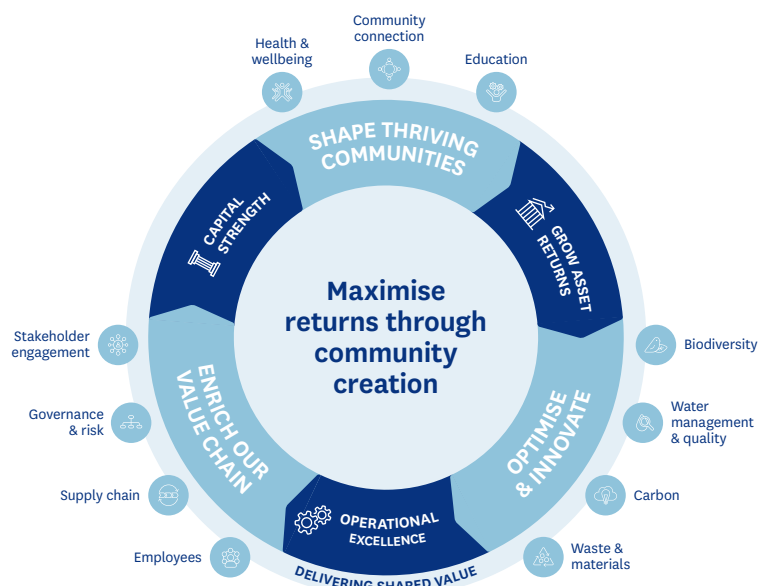 Community
connection
Health &
wellbeing
Education
SHAPE THRIVING
COMMUNITIES
CAPITAL
STRENGTH
GROW ASSET
RETURNS
Maximise
returns through
community
creation
Stakeholder
engagement
Biodiversity
Governance
& risk
Water
management
& quality
ENRICH OUR
VALUE CHAIN
OPTIMISE
& INNOVATE
Supply chain
Carbon
OPERATIONAL
EXCELLENCE
Employees
Waste &
materials
DELIVERING SHARED VALUE